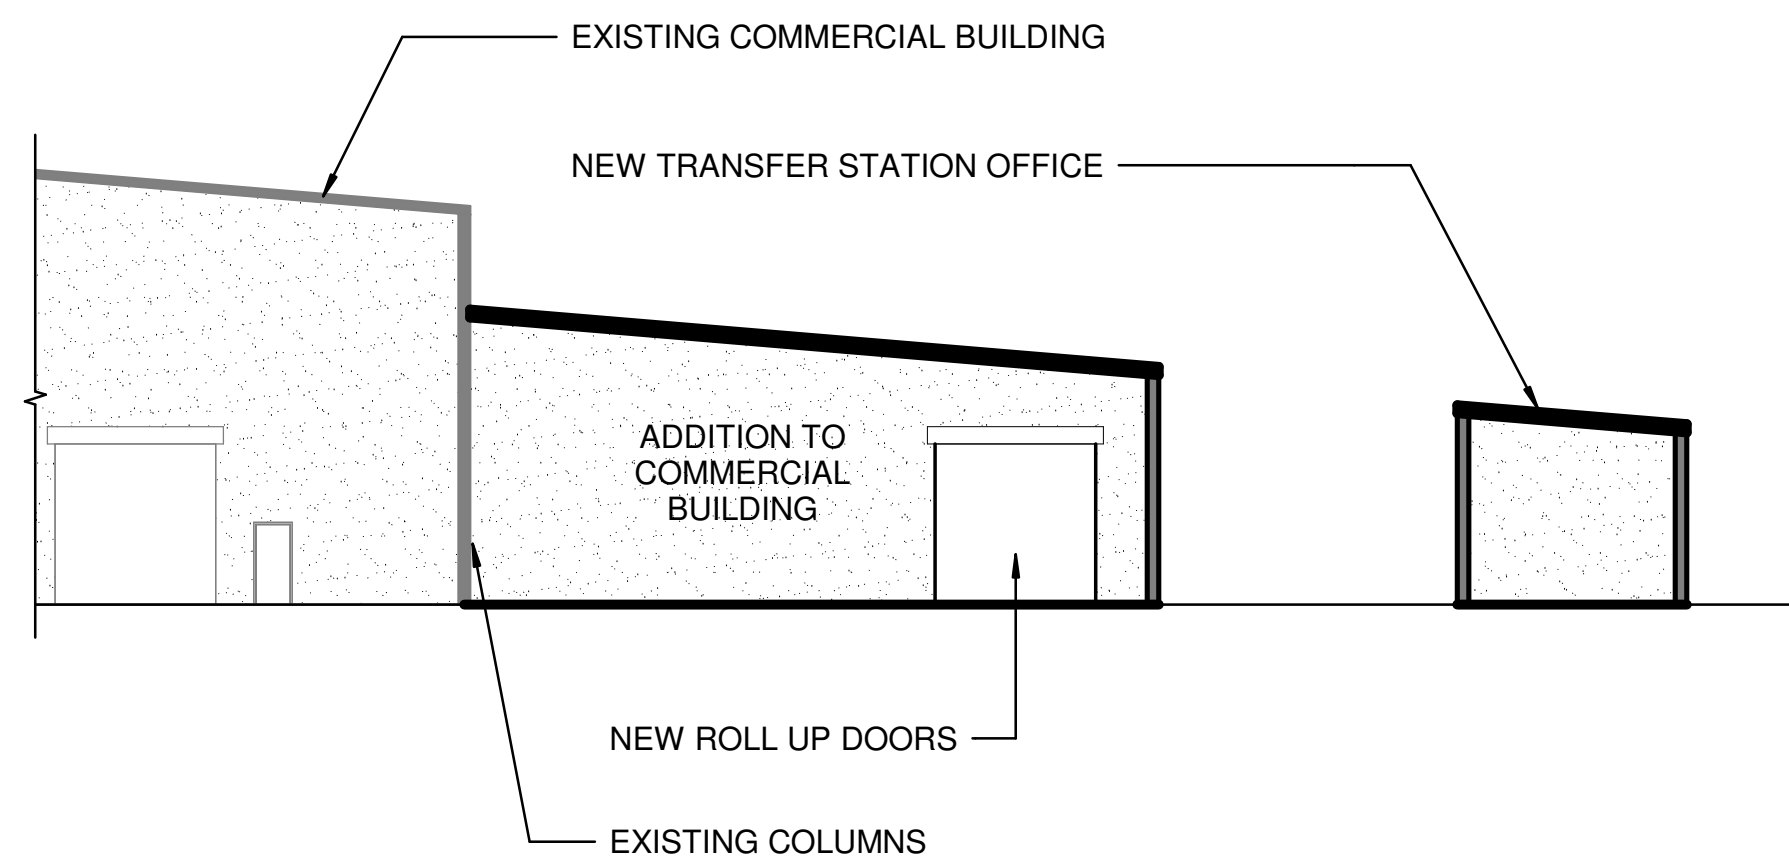 EXISTING COMMERCIAL BUILDING
NEW TRANSFER STATION OFFICE
ADDITION TO
COMMERCIAL
BUILDING
NEW ROLL UP DOORS
EXISTING COLUMNS